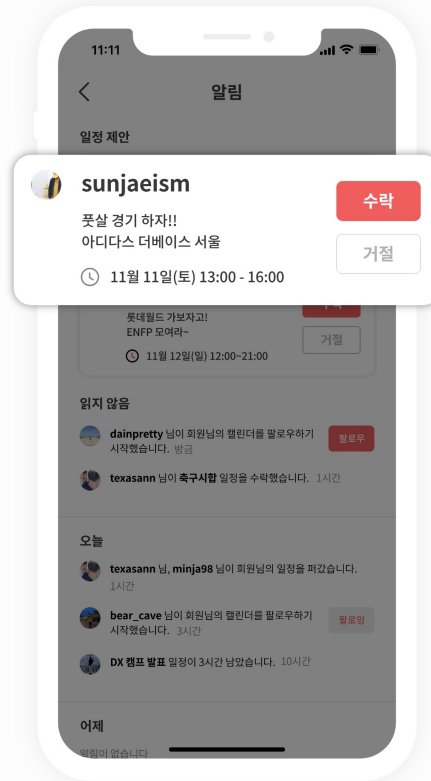 11:11
알림
일정 제안
sunjaeism
수락
풋살 경기 하자!!
아디다스 더베이스 서울
거절
11월 11일(토) 13:00 - 16:00
롯데월드 가보자고!
ENFP 모여라~
거절
11월 12일(일) 12:00~21:00
읽지 않음
dainpretty 님이 회원님의 캘린더를 팔로우하기
시작했습니다. 방금
팔로우
texasann 님이 축구시합 일정을 수락했습니다. 1시간
오늘
texasann 님, minja98 님이 회원님의 일정을 퍼갔습니다.
1시간
bear_cave 님이 회원님의 캘린더를 팔로우하기
시작했습니다. 3시간
팔로잉
DX 캠프 발표 일정이 3시간 남았습니다. 10시간
어제
알림이 없습니다